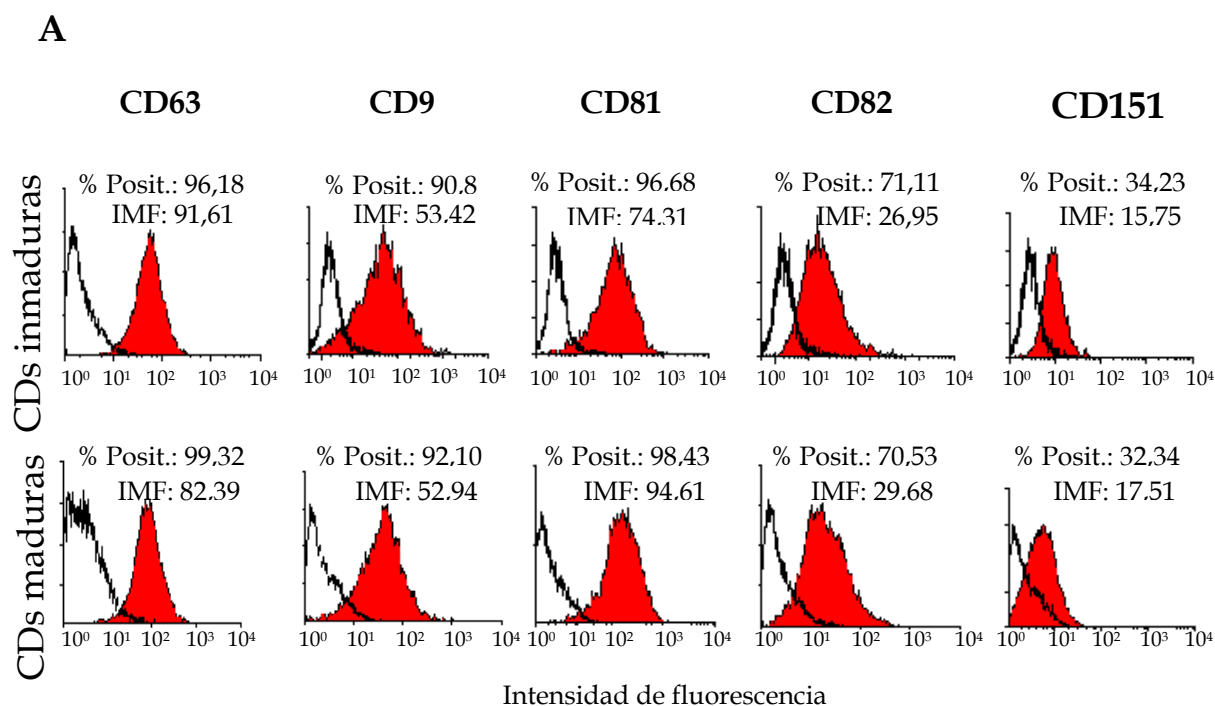 A
CD63 CD9 CD81 CD82 CD151
CDs inmaduras
% Posit.: 96,18 % Posit.: 90.8 % Posit.: 96.68 % Posit.: 71,11 % Posit.: 34,23
IMF: 91,61 IMF: 53.42 IMF: 74.31 IMF: 26,95 IMF: 15,75
10⁰ 10¹ 10² 10³ 10⁴ 10⁰ 10¹ 10² 10³ 10⁴ 10⁰ 10¹ 10² 10³ 10⁴ 10⁰ 10¹ 10² 10³ 10⁴ 10⁰ 10¹ 10² 10³ 10⁴
CDs maduras
% Posit.: 99,32 % Posit.: 92,10 % Posit.: 98,43 % Posit.: 70,53 % Posit.: 32,34
IMF: 82.39 IMF: 52,94 IMF: 94.61 IMF: 29.68 IMF: 17.51
10⁰ 10¹ 10² 10³ 10⁴ 10⁰ 10¹ 10² 10³ 10⁴ 10⁰ 10¹ 10² 10³ 10⁴ 10⁰ 10¹ 10² 10³ 10⁴ 10⁰ 10¹ 10² 10³ 10⁴
Intensidad de fluorescencia